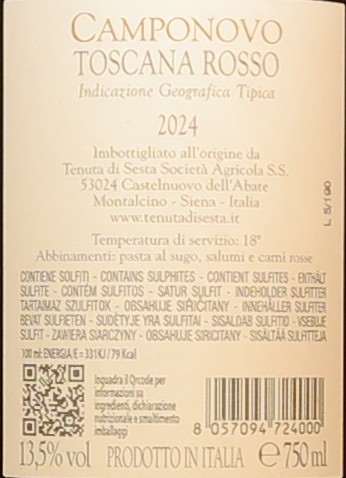 CAMPONOVO
TOSCANA ROSSO
Indicazione Geografica Tipica
2024
Imbottigliato all'origine da
Tenuta di Sesta Società Agricola S.S.
53024 Castelnuovo dell'Abate
Montalcino - Siena - Italia
www.tenutadisesta.it
L. 5/190
Temperatura di servizio: 18°
Abbinamenti: pasta al sugo, salumi e carni rosse
CONTIENE SOLFITI - CONTAINS SULPHITES - CONTIENT SULFITES - ENTHÄLT
SULFITE - CONTÉM SULFITOS - SATUR SULFIT - INDEHOLDER SULFITTER
TARTALMAZ SZULFITOK - OBSAHUJE SIŘIČITANY - INNEHÅLLER SULFITER
BEVAT SULFIETEN - SUDĖTYJE YRA SULFITAI - SISALDAB SULFITID - VSEBUJE
SULFIT - ZAWIERA SIARCZYNY - OBSAHUJE SIRICITANY - SISÄLTÄÄ SULHTTEJA
100 ml: ENERGIA/E = 331 KJ / 79 Kcal
Inquadra il Qrcode per
informazioni su
ingredienti, dichiarazione
nutrizionale e smaltimento
imballaggi
8 057094 724000
13,5% vol PRODOTTO IN ITALIA e 750 ml